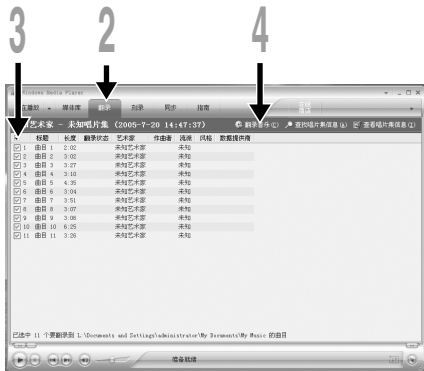 3 2 4
Windows Media Player
在播放 媒体库 翻录 刻录 同步 指南
艺术家 - 未知唱片集 (2005-7-20 14:47:37) 翻录音乐(C) 查找唱片集信息(A) 查看唱片集信息(I)
标题 长度 翻录状态 艺术家 作曲者 流派 风格 数据提供商
1 曲目 1 2:02 未知艺术家 未知
2 曲目 2 3:02 未知艺术家 未知
3 曲目 3 3:27 未知艺术家 未知
4 曲目 4 3:10 未知艺术家 未知
5 曲目 5 4:35 未知艺术家 未知
6 曲目 6 3:04 未知艺术家 未知
7 曲目 7 3:51 未知艺术家 未知
8 曲目 8 3:07 未知艺术家 未知
9 曲目 9 3:06 未知艺术家 未知
10 曲目 10 6:25 未知艺术家 未知
11 曲目 11 3:26 未知艺术家 未知
已选中 11 个要翻录到 L:\Documents and Settings\administrator\My Documents\My Music 的曲目
准备就绪